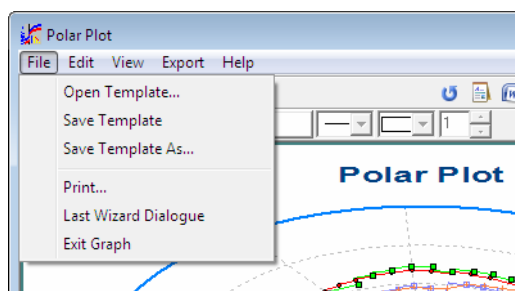 Polar Plot
File Edit View Export Help
Open Template...
Save Template
Save Template As...
1
Print...
Polar Plot
Last Wizard Dialogue
Exit Graph